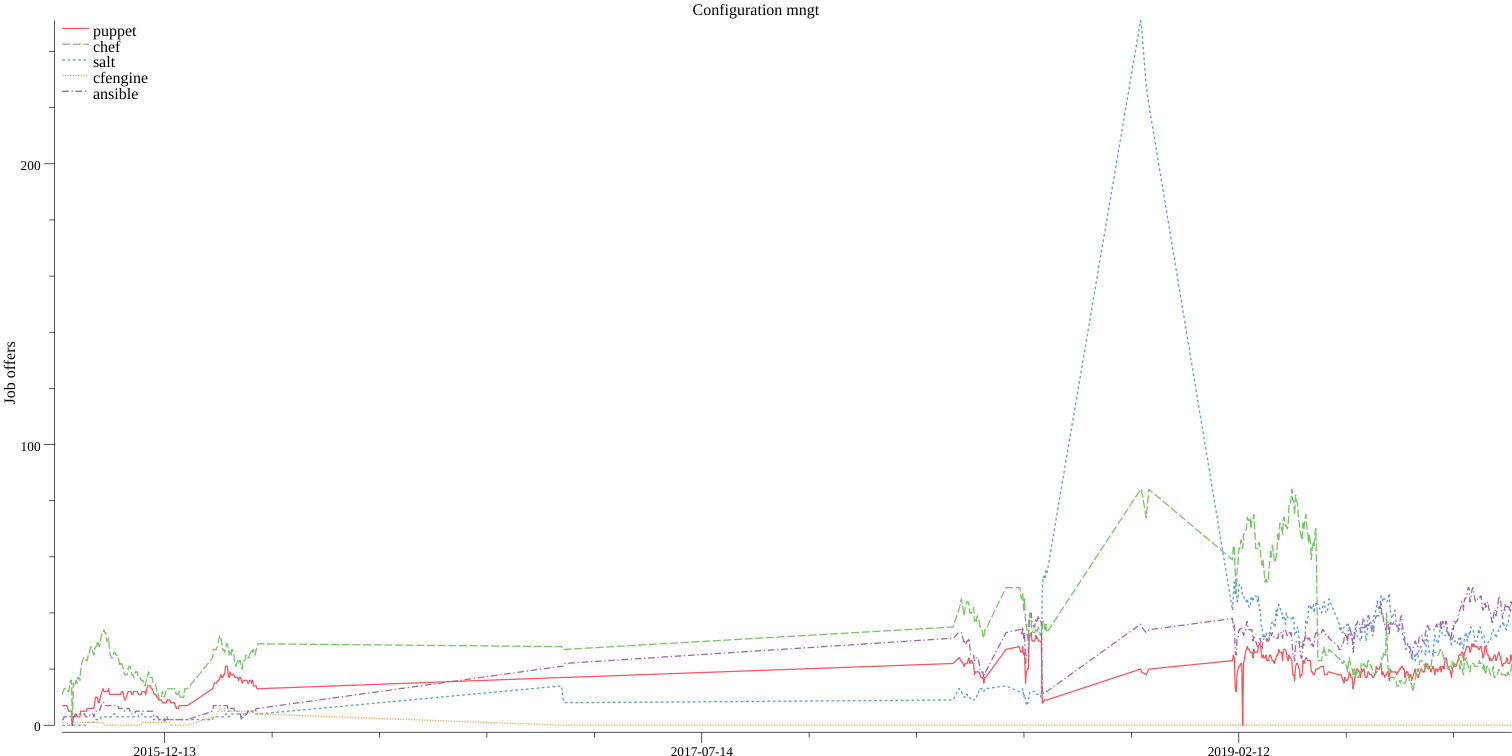 Configuration mngt
puppet
chef
salt
cfengine
ansible
Job offers
200
100
0
2015-12-13
2017-07-14
2019-02-12